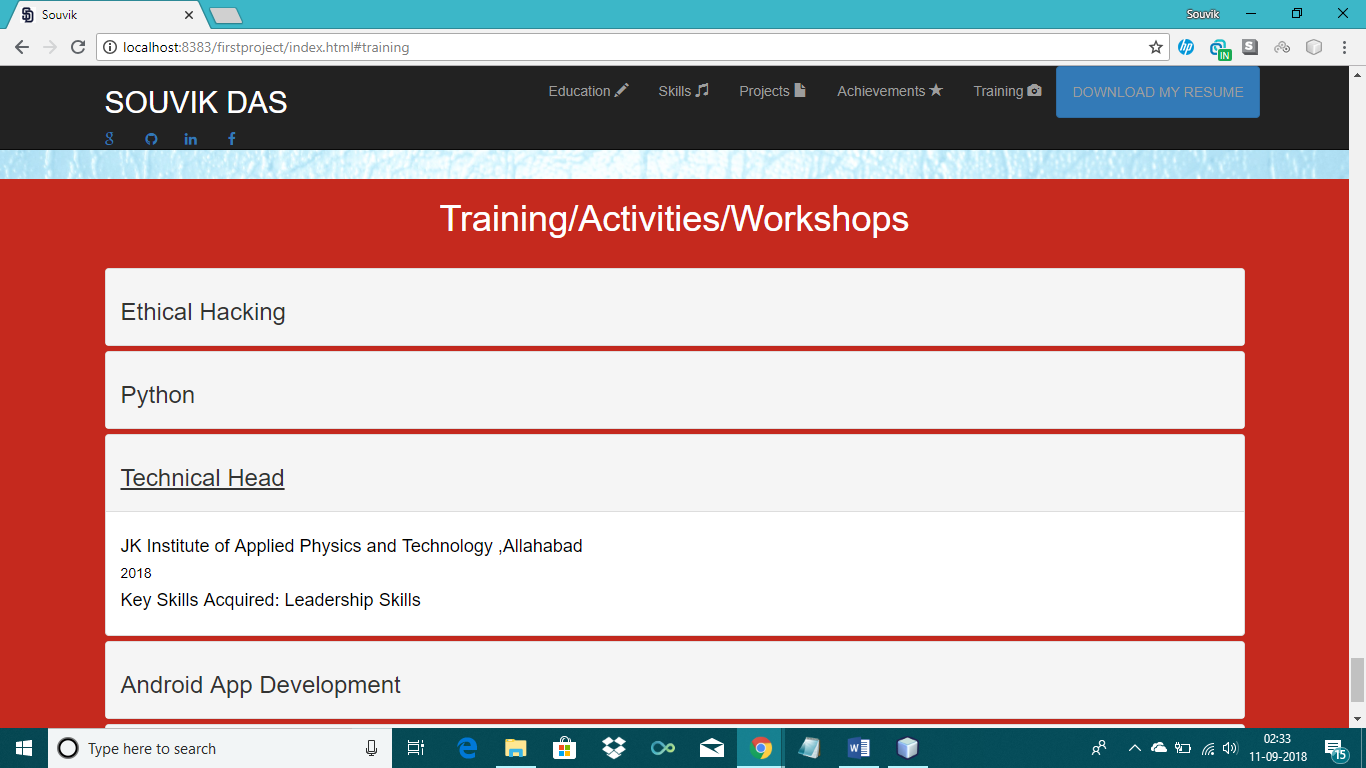 Souvik
Souvik
localhost:8383/firstproject/index.html#training
IN
SOUVIK DAS
Education
Skills
Projects
Achievements
Training
DOWNLOAD MY RESUME
Training/Activities/Workshops
Ethical Hacking
Python
Technical Head
JK Institute of Applied Physics and Technology ,Allahabad
2018
Key Skills Acquired: Leadership Skills
Android App Development
Type here to search
02:33
11-09-2018
15